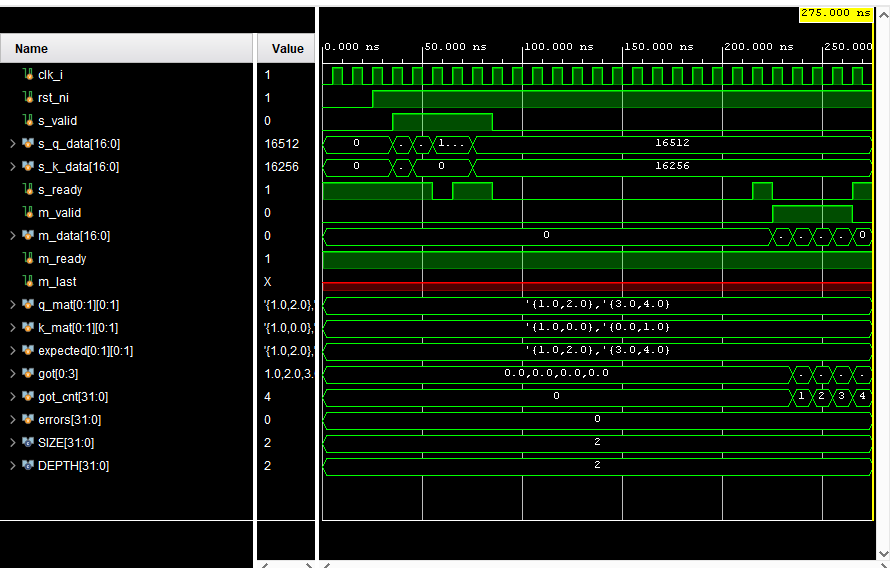 275.000 ns
Name Value
0.000 ns 50.000 ns 100.000 ns 150.000 ns 200.000 ns 250.000
clk_i 1
rst_ni 1
s_valid 0
s_q_data[16:0] 16512 0 . . 1... 16512
s_k_data[16:0] 16256 0 . 0 16256
s_ready 1
m_valid 0
m_data[16:0] 0 0 . . . . 0
m_ready 1
m_last X
q_mat[0:1][0:1] '{1.0,2.0},' '{1.0,2.0},'{3.0,4.0}
k_mat[0:1][0:1] '{1.0,0.0},' '{1.0,0.0},'{0.0,1.0}
expected[0:1][0:1] '{1.0,2.0},' '{1.0,2.0},'{3.0,4.0}
got[0:3] 1.0,2.0,3. 0.0,0.0,0.0,0.0 . . . .
got_cnt[31:0] 4 0 1 2 3 4
errors[31:0] 0 0
SIZE[31:0] 2 2
DEPTH[31:0] 2 2